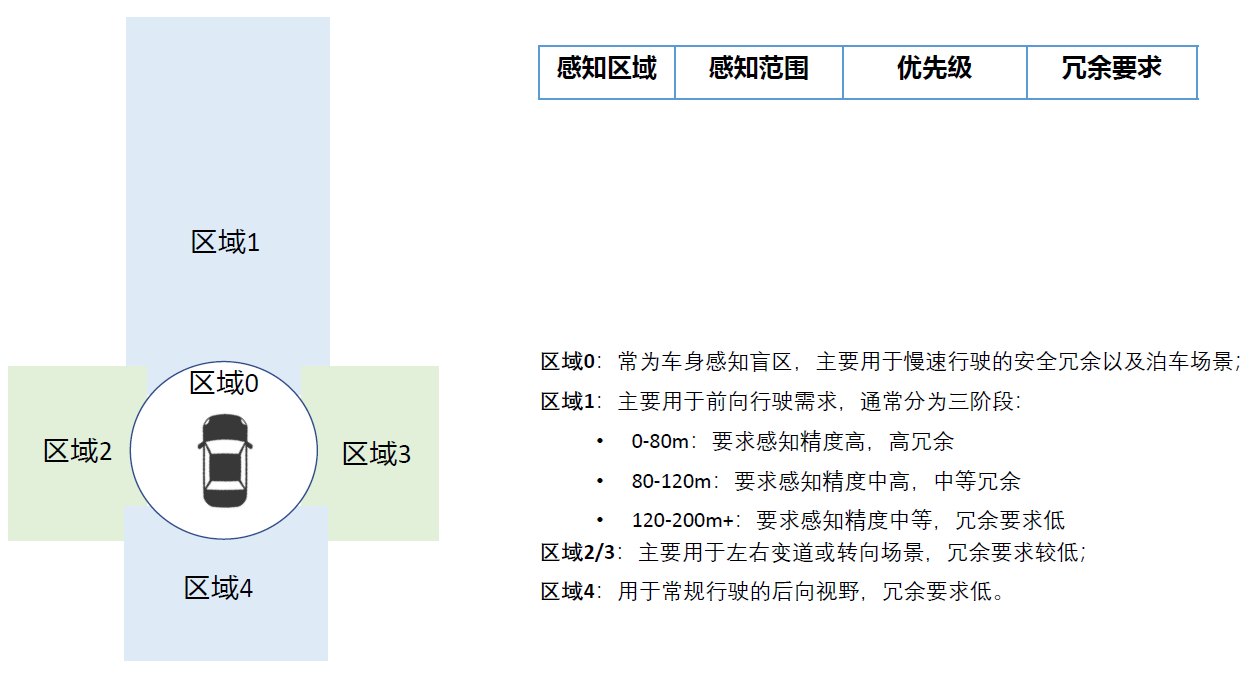 区域1
区域0
区域2
区域3
区域4
感知区域 感知范围 优先级 冗余要求
区域0：常为车身感知盲区，主要用于慢速行驶的安全冗余以及泊车场景；
区域1：主要用于前向行驶需求，通常分为三阶段：
• 0-80m：要求感知精度高，高冗余
• 80-120m：要求感知精度中高，中等冗余
• 120-200m+：要求感知精度中等，冗余要求低
区域2/3：主要用于左右变道或转向场景，冗余要求较低；
区域4：用于常规行驶的后向视野，冗余要求低。